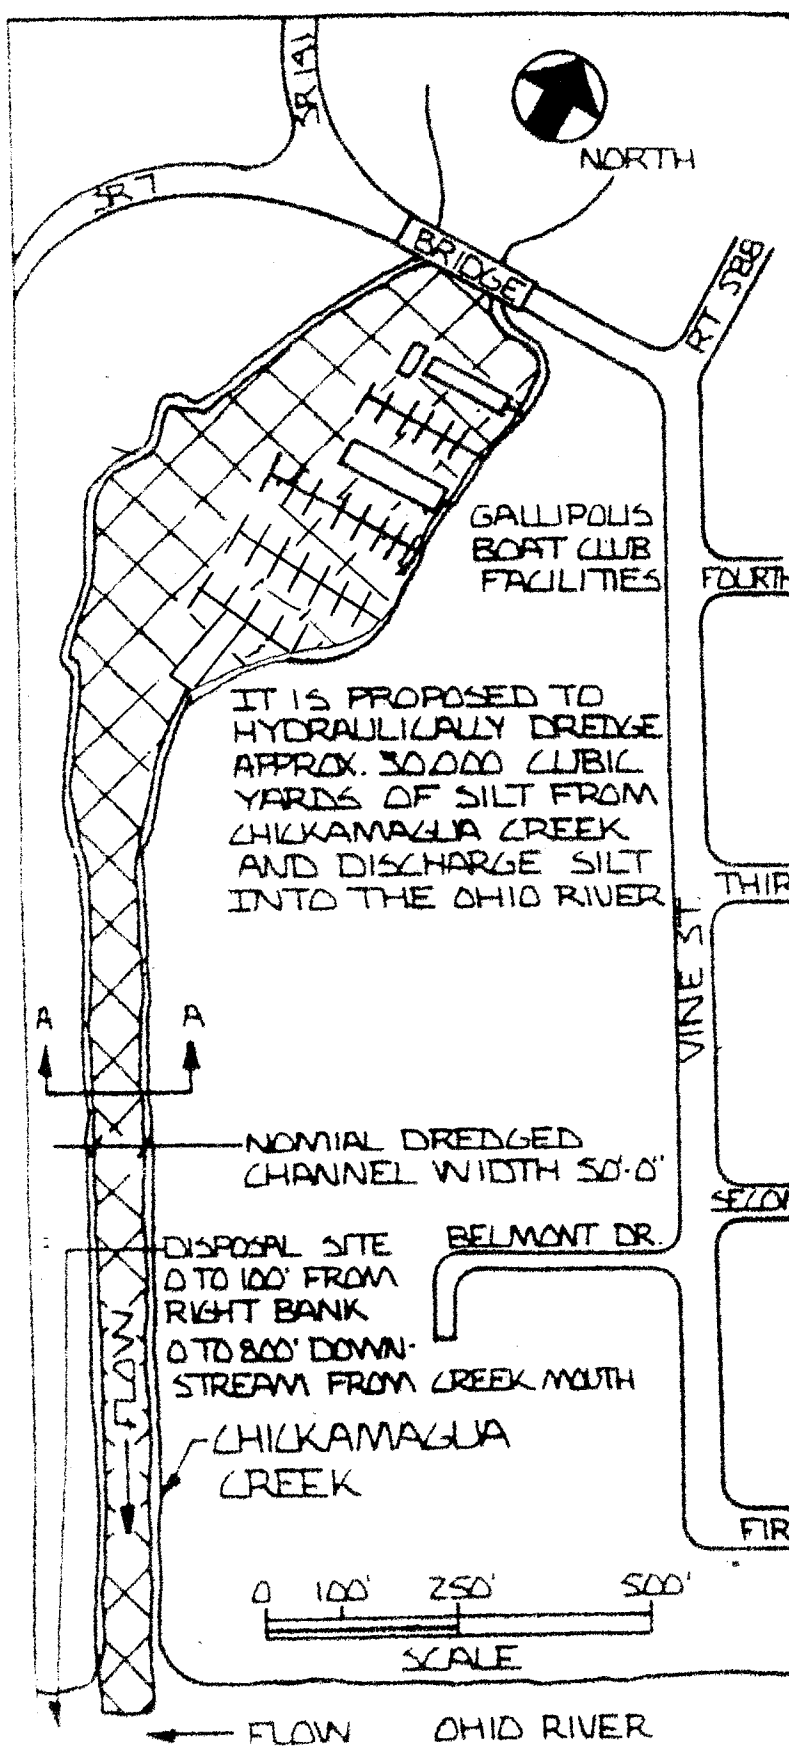 SR 141
NORTH
SR 7
BRIDGE
RT 588
GALLIPOLIS
BOAT CLUB
FACILITIES
FOURTH
IT IS PROPOSED TO
HYDRAULICALLY DREDGE
APPROX. 30,000 CUBIC
YARDS OF SILT FROM
CHICKAMAGUA CREEK
AND DISCHARGE SILT
INTO THE OHIO RIVER
THIR
VINE ST.
A A
NOMIAL DREDGED
CHANNEL WIDTH 50'-0"
SECON
BELMONT DR.
DISPOSAL SITE
0 TO 100' FROM
RIGHT BANK
0 TO 800' DOWN-
STREAM FROM CREEK MOUTH
FLOW
CHICKAMAGUA
CREEK
FIR
0 100' 250' 500'
SCALE
FLOW OHIO RIVER